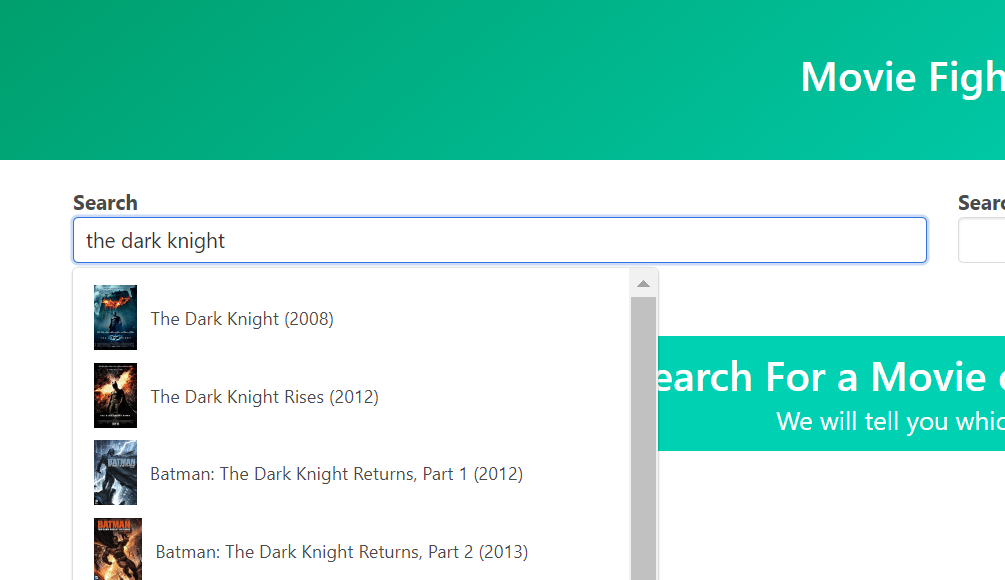 Movie Figh
Search
Searc
the dark knight
The Dark Knight (2008)
The Dark Knight Rises (2012)
Batman: The Dark Knight Returns, Part 1 (2012)
Batman: The Dark Knight Returns, Part 2 (2013)
earch For a Movie
We will tell you whic
BATMAN
BATMAN